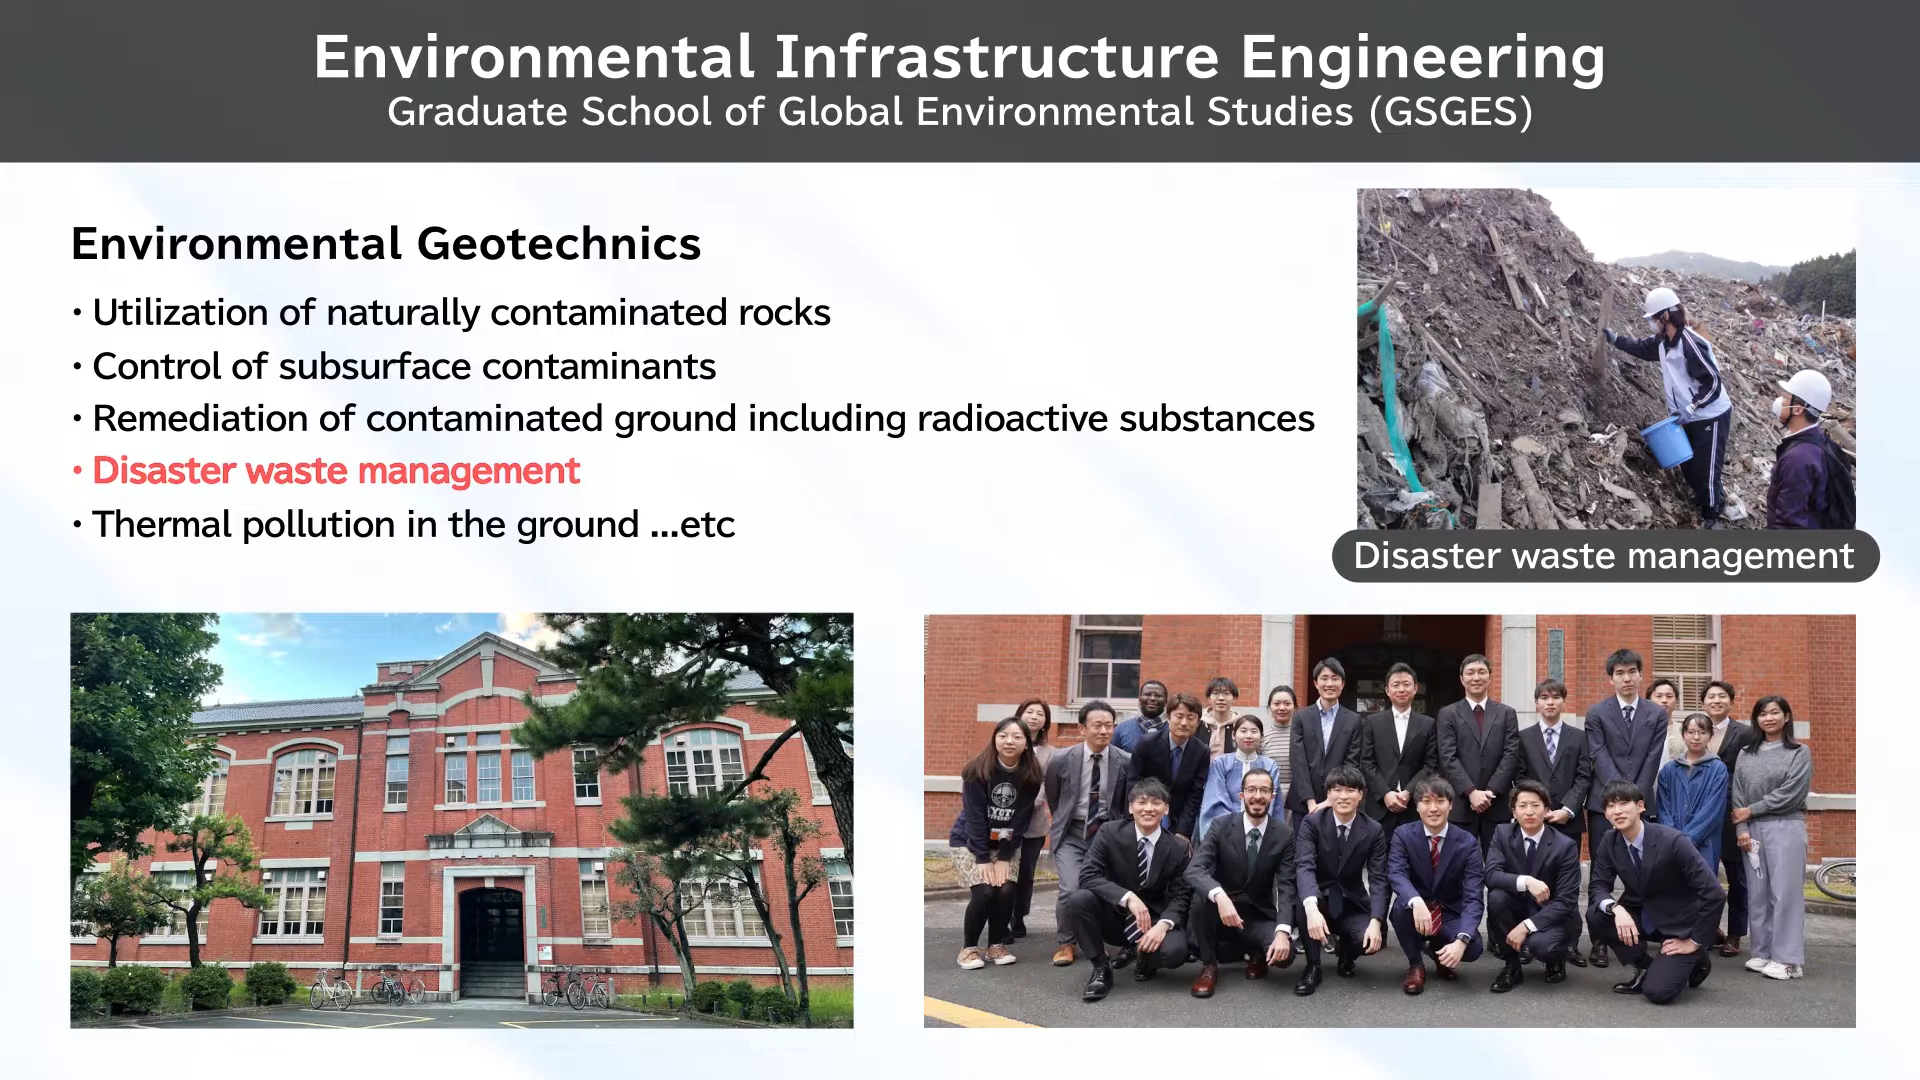 Environmental Infrastructure Engineering
Graduate School of Global Environmental Studies (GSGES)
Environmental Geotechnics
・Utilization of naturally contaminated rocks
・Control of subsurface contaminants
・Remediation of contaminated ground including radioactive substances
・Disaster waste management
・Thermal pollution in the ground ...etc
Disaster waste management